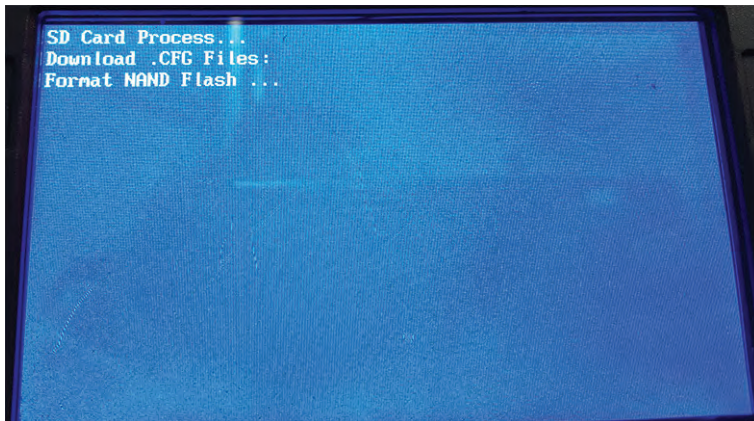 SD Card Process...
Download .CFG Files:
Format NAND Flash ...